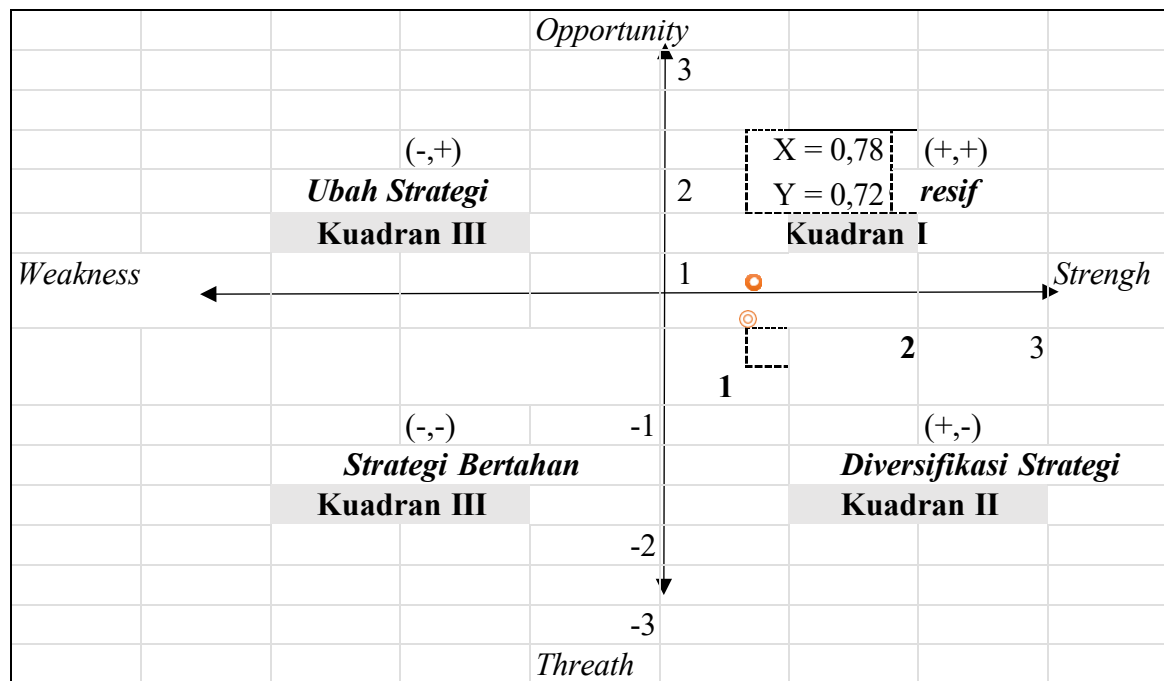 Opportunity
3
(-,+)
X = 0,78
(+,+)
Ubah Strategi
2
Y = 0,72
resif
Kuadran III
Kuadran I
Weakness
1
Strengh
2
3
1
(-,-)
-1
(+,-)
Strategi Bertahan
Diversifikasi Strategi
Kuadran III
Kuadran II
-2
-3
Threath